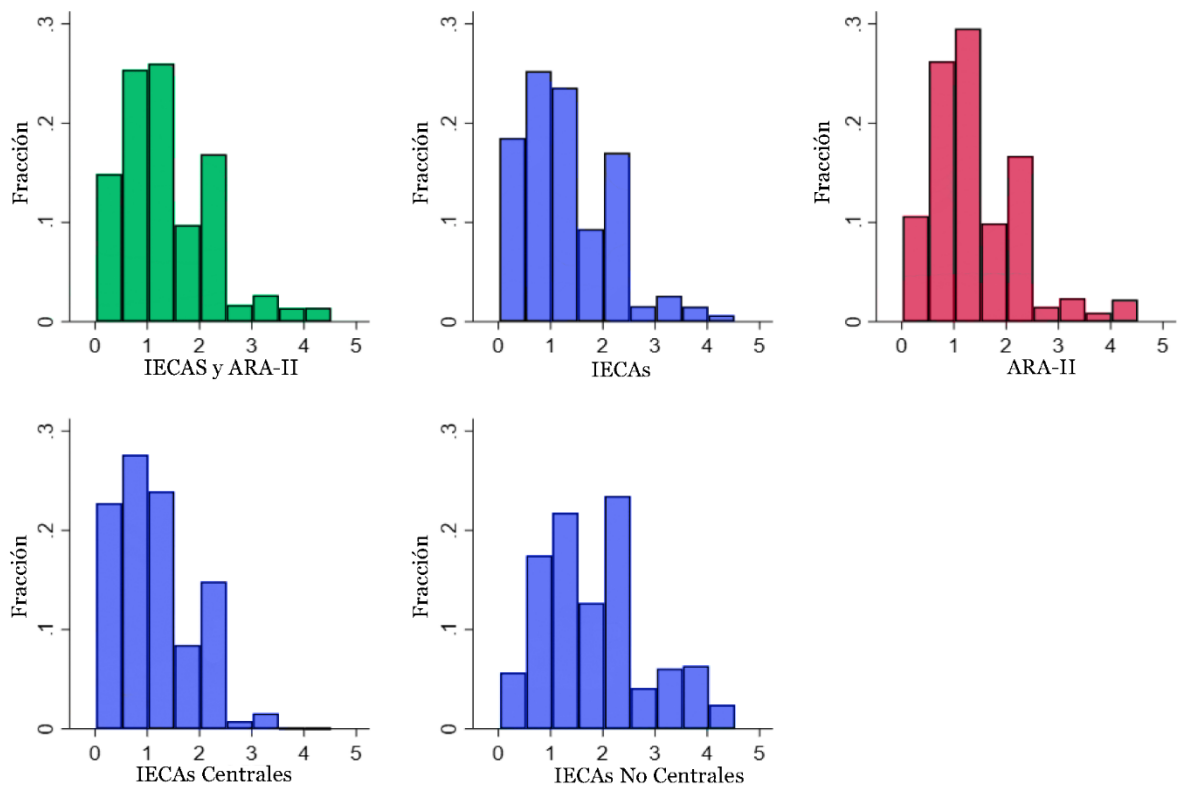 Fracción
.3
.2
.1
0
0 1 2 3 4 5
IECAS y ARA-II
Fracción
.3
.2
.1
0
0 1 2 3 4 5
IECAs
Fracción
.3
.2
.1
0
0 1 2 3 4 5
ARA-II
Fracción
.3
.2
.1
0
0 1 2 3 4 5
IECAs Centrales
Fracción
.3
.2
.1
0
0 1 2 3 4 5
IECAs No Centrales